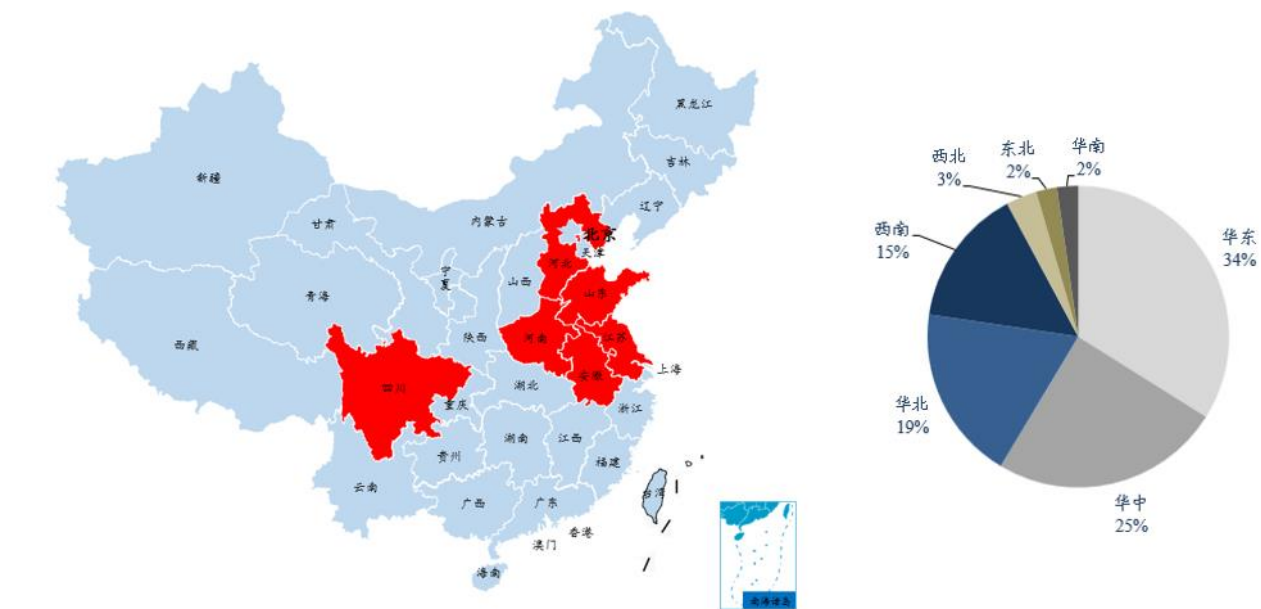 黑龙江
吉林
辽宁
新疆
甘肃
内蒙古
北京
天津
河北
宁夏
山西
山东
青海
陕西
河南
江苏
西藏
上海
安徽
四川
湖北
重庆
浙江
湖南
江西
贵州
福建
云南
台湾
广西
广东
香港
澳门
海南
南海诸岛
华南
2%
东北
2%
西北
3%
西南
15%
华东
34%
华北
19%
华中
25%